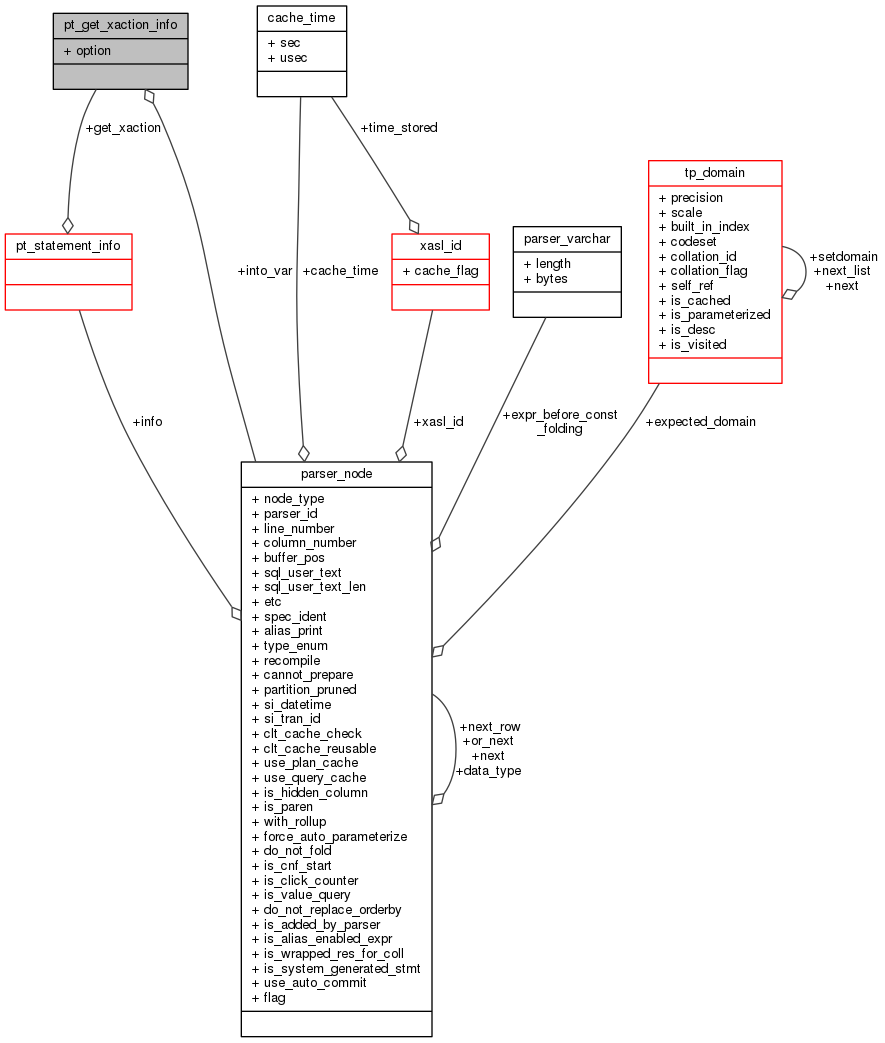 pt_get_xaction_info
+ option
cache_time
+ sec
+ usec
+get_xaction
+time_stored
tp_domain
+ precision
+ scale
+ built_in_index
+ codeset
+ collation_id
+ collation_flag
+ self_ref
+ is_cached
+ is_parameterized
+ is_desc
+ is_visited
+setdomain
+next_list
+next
pt_statement_info
xasl_id
+ cache_flag
parser_varchar
+ length
+ bytes
+into_var
+cache_time
+info
+xasl_id
+expr_before_const
_folding
+expected_domain
parser_node
+ node_type
+ parser_id
+ line_number
+ column_number
+ buffer_pos
+ sql_user_text
+ sql_user_text_len
+ etc
+ spec_ident
+ alias_print
+ type_enum
+ recompile
+ cannot_prepare
+ partition_pruned
+ si_datetime
+ si_tran_id
+ clt_cache_check
+ clt_cache_reusable
+ use_plan_cache
+ use_query_cache
+ is_hidden_column
+ is_paren
+ with_rollup
+ force_auto_parameterize
+ do_not_fold
+ is_cnf_start
+ is_click_counter
+ is_value_query
+ do_not_replace_orderby
+ is_added_by_parser
+ is_alias_enabled_expr
+ is_wrapped_res_for_coll
+ is_system_generated_stmt
+ use_auto_commit
+ flag
+next_row
+or_next
+next
+data_type